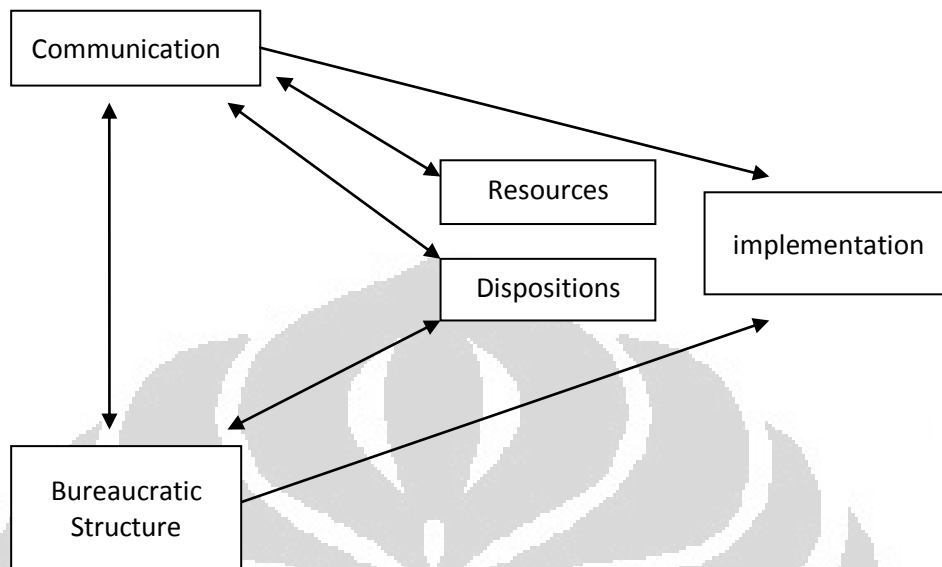 Communication
Resources
implementation
Dispositions
Bureaucratic
Structure